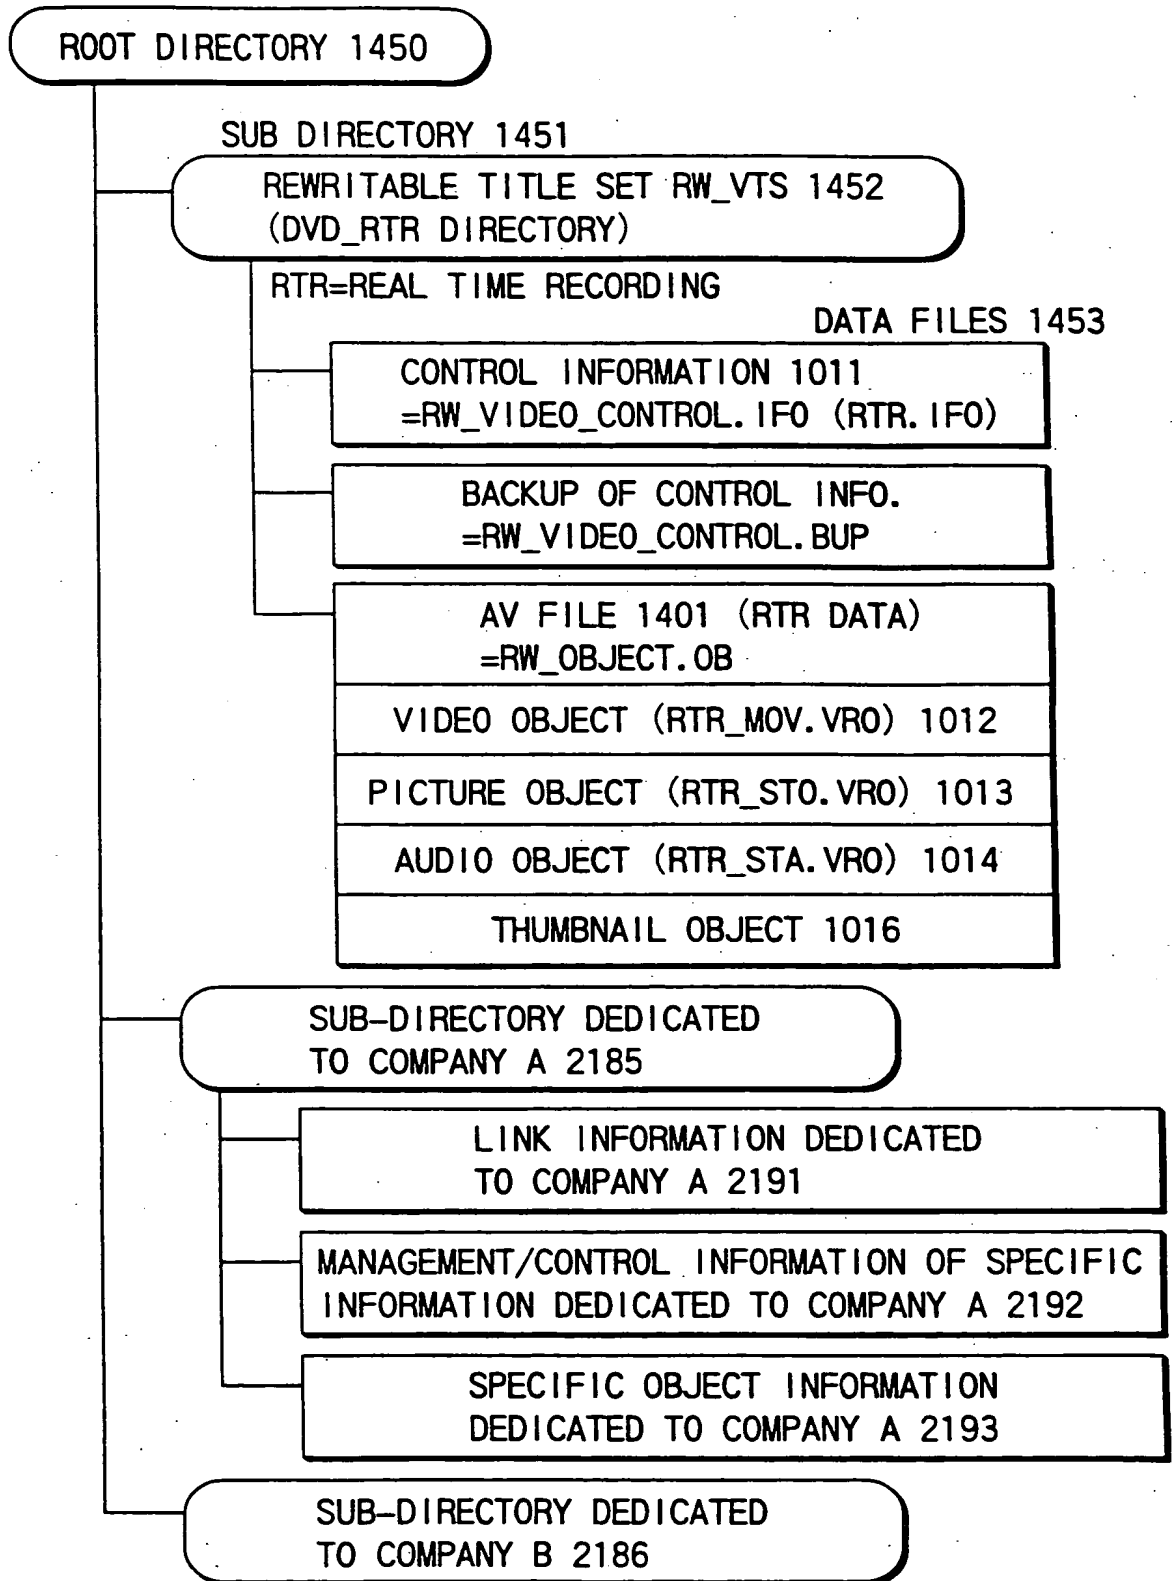 ROOT DIRECTORY 1450
SUB DIRECTORY 1451
REWRITABLE TITLE SET RW_VTS 1452
(DVD_RTR DIRECTORY)
RTR=REAL TIME RECORDING
DATA FILES 1453
CONTROL INFORMATION 1011
=RW_VIDEO_CONTROL.IFO (RTR.IFO)
BACKUP OF CONTROL INFO.
=RW_VIDEO_CONTROL.BUP
AV FILE 1401 (RTR DATA)
=RW_OBJECT.OB
VIDEO OBJECT (RTR_MOV.VRO) 1012
PICTURE OBJECT (RTR_STO.VRO) 1013
AUDIO OBJECT (RTR_STA.VRO) 1014
THUMBNAIL OBJECT 1016
SUB-DIRECTORY DEDICATED
TO COMPANY A 2185
LINK INFORMATION DEDICATED
TO COMPANY A 2191
MANAGEMENT/CONTROL INFORMATION OF SPECIFIC
INFORMATION DEDICATED TO COMPANY A 2192
SPECIFIC OBJECT INFORMATION
DEDICATED TO COMPANY A 2193
SUB-DIRECTORY DEDICATED
TO COMPANY B 2186